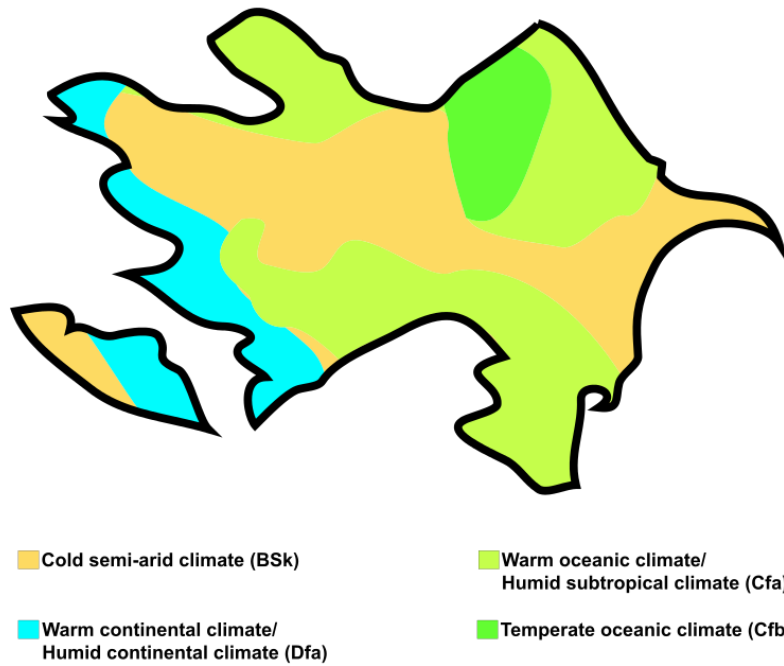 Cold semi-arid climate (BSk)
Warm continental climate/
Humid continental climate (Dfa)
Warm oceanic climate/
Humid subtropical climate (Cfa)
Temperate oceanic climate (Cfb